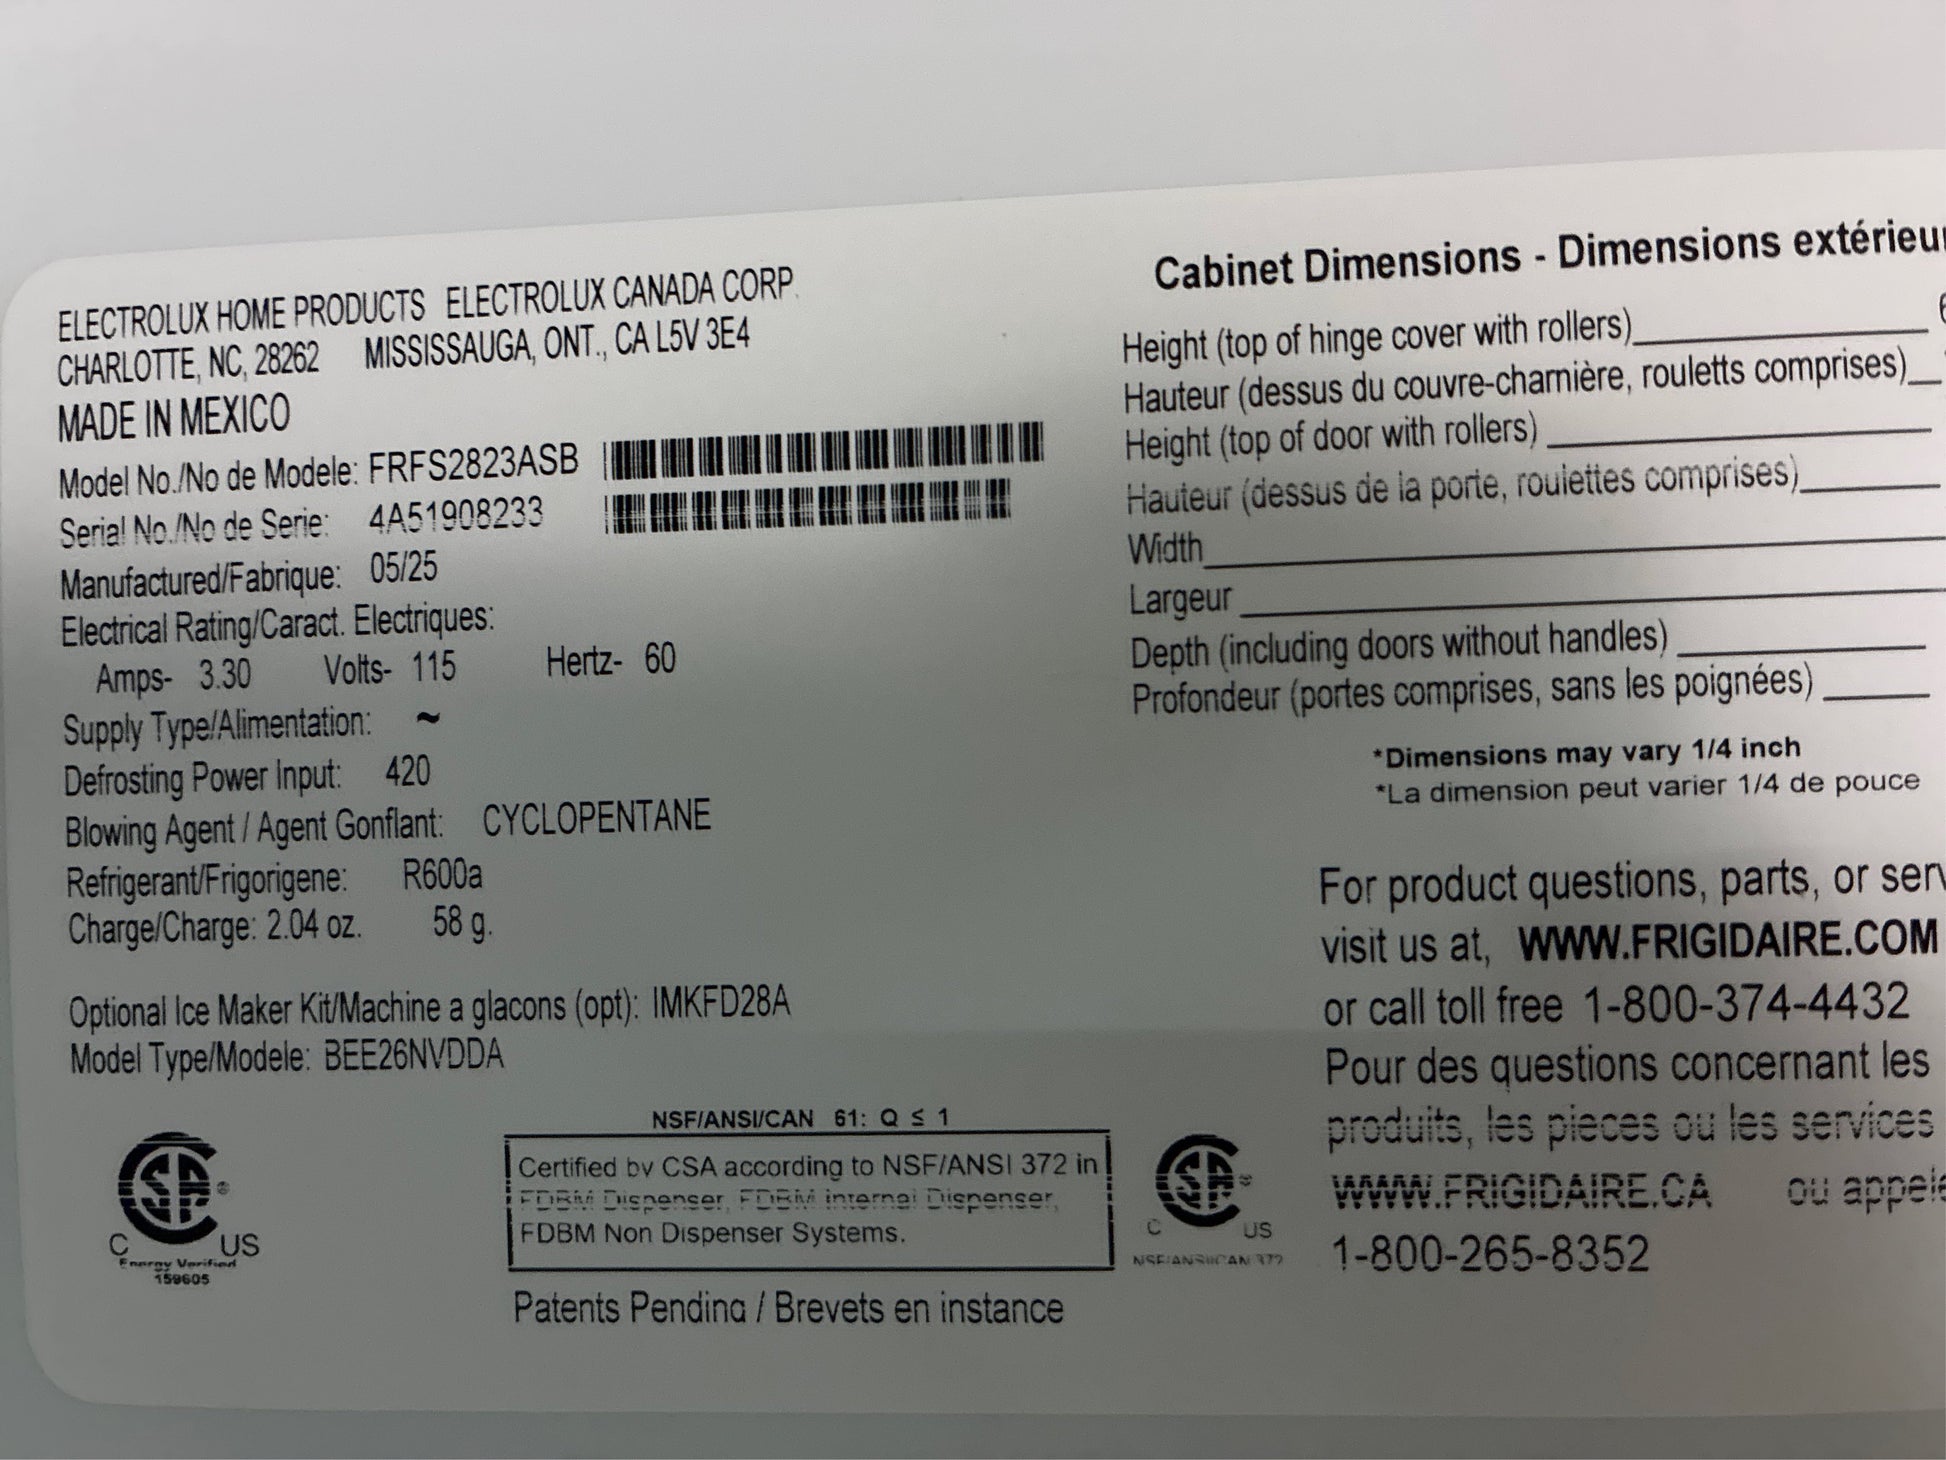 ELECTROLUX HOME PRODUCTS ELECTROLUX CANADA CORP.
CHARLOTTE, NC, 28262 MISSISSAUGA, ONT., CA L5V 3E4
MADE IN MEXICO
Model No./No de Modele: FRFS2823ASB
Serial No./No de Serie: 4A51908233
Manufactured/Fabrique: 05/25
Electrical Rating/Caract. Electriques:
Amps- 3.30 Volts- 115 Hertz- 60
Supply Type/Alimentation: ~
Defrosting Power Input: 420
Blowing Agent / Agent Gonflant: CYCLOPENTANE
Refrigerant/Frigorigene: R600a
Charge/Charge: 2.04 oz. 58 g.
Optional Ice Maker Kit/Machine a glacons (opt): IMKFD28A
Model Type/Modele: BEE26NVDDA
CSA ®
C US
Energy Verified
159605
NSF/ANSI/CAN 61: Q ≤ 1
Certified by CSA according to NSF/ANSI 372 in
FDBM Dispenser, FDBM internal Dispenser,
FDBM Non Dispenser Systems.
CSA ®
C US
NSF/ANSI/CAN 372
Patents Pending / Brevets en instance
Cabinet Dimensions - Dimensions
Height (top of hinge cover with rollers)
Hauteur (dessus du couvre-charnière, rouletts comprises)
Height (top of door with rollers)
Hauteur (dessus de la porte, roulettes comprises)
Width
Largeur
Depth (including doors without handles)
Profondeur (portes comprises, sans les poignées)
*Dimensions may vary 1/4 inch
*La dimension peut varier 1/4 de pouce
For product questions, parts, or
visit us at, WWW.FRIGIDAIRE.COM
or call toll free 1-800-374-4432
Pour des questions concernant les
produits, les pieces ou les services
WWW.FRIGIDAIRE.CA ou
1-800-265-8352